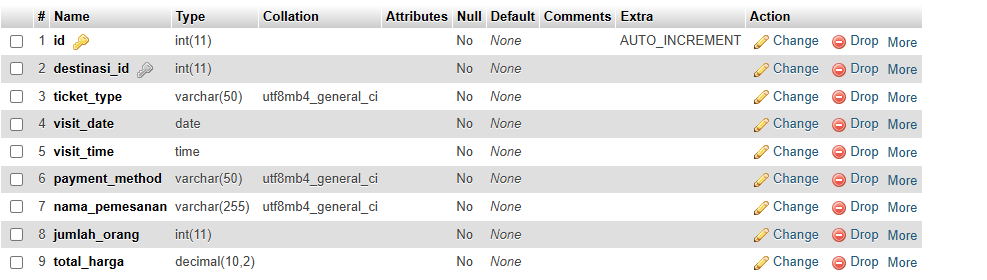 # Name Type Collation Attributes Null Default Comments Extra Action
1 id int(11) No None AUTO_INCREMENT Change Drop More
2 destinasi_id int(11) No None Change Drop More
3 ticket_type varchar(50) utf8mb4_general_ci No None Change Drop More
4 visit_date date No None Change Drop More
5 visit_time time No None Change Drop More
6 payment_method varchar(50) utf8mb4_general_ci No None Change Drop More
7 nama_pemesanan varchar(255) utf8mb4_general_ci No None Change Drop More
8 jumlah_orang int(11) No None Change Drop More
9 total_harga decimal(10,2) No None Change Drop More